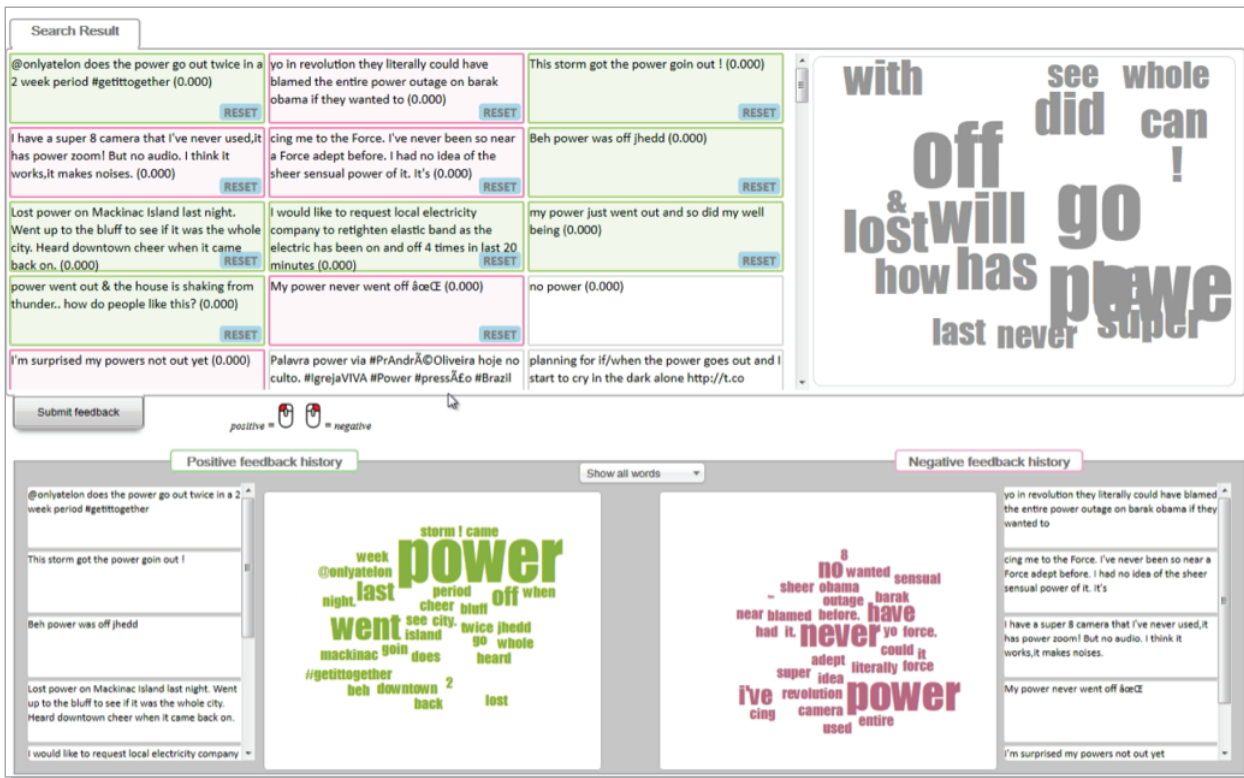 Search Result
@onlyatelon does the power go out twice in a
2 week period #getittogether (0.000)
RESET
yo in revolution they literally could have
blamed the entire power outage on barak
obama if they wanted to (0.000)
RESET
This storm got the power goin out ! (0.000)
RESET
I have a super 8 camera that I've never used,it
has power zoom! But no audio. I think it
works,it makes noises. (0.000)
RESET
cing me to the Force. I've never been so near
a Force adept before. I had no idea of the
sheer sensual power of it. It's (0.000)
RESET
Beh power was off jhedd (0.000)
RESET
Lost power on Mackinac Island last night.
Went up to the bluff to see if it was the whole
city. Heard downtown cheer when it came
back on. (0.000)
RESET
I would like to request local electricity
company to retighten elastic band as the
electric has been on and off 4 times in last 20
minutes (0.000)
RESET
my power just went out and so did my well
being (0.000)
RESET
power went out & the house is shaking from
thunder.. how do people like this? (0.000)
RESET
My power never went off âœŒ (0.000)
RESET
no power (0.000)
I'm surprised my powers not out yet (0.000)
Palavra power via #PrAndrÃ©Oliveira hoje no
culto. #IgrejaVIVA #Power #pressÃ£o #Brazil
planning for if/when the power goes out and I
start to cry in the dark alone http://t.co
with
see
whole
did
can
off
!
&
lost
will
go
how
has
powe
last
never
super
Submit feedback
positive =
= negative
Positive feedback history
Show all words
Negative feedback history
@onlyatelon does the power go out twice in a 2
week period #getittogether
This storm got the power goin out !
Beh power was off jhedd
Lost power on Mackinac Island last night. Went
up to the bluff to see if it was the whole city.
Heard downtown cheer when it came back on.
I would like to request local electricity company
storm ! came
week
power
@onlyatelon
night.
last
period
off
when
cheer
bluff
went
see
city.
island
twice
jhedd
go
whole
mackinac
goin
does
heard
#getittogether
beh
downtown
2
back
lost
8
no
wanted
sensual
sheer
obama
~
outage
barak
near
blamed
before.
have
had
it.
never
yo
force.
could
it
adept
literally
force
super
idea
i've
revolution
power
cing
camera
entire
used
yo in revolution they literally could have blamed
the entire power outage on barak obama if they
wanted to
cing me to the Force. I've never been so near a
Force adept before. I had no idea of the sheer
sensual power of it. It's
I have a super 8 camera that I've never used,it
has power zoom! But no audio. I think it
works,it makes noises.
My power never went off âœŒ
I'm surprised my powers not out yet